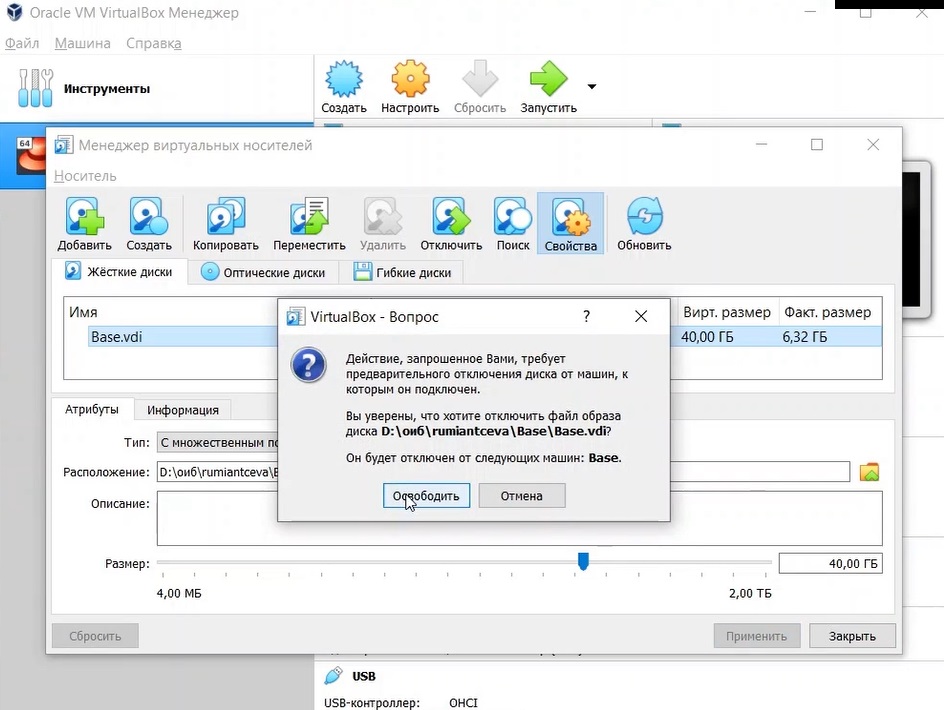 Oracle VM VirtualBox Менеджер
Файл Машина Справка
Инструменты
Создать Настроить Сбросить Запустить
64
Менеджер виртуальных носителей
Носитель
Добавить Создать Копировать Переместить Удалить Отключить Поиск Свойства Обновить
Жёсткие диски Оптические диски Гибкие диски
Имя Вирт. размер Факт. размер
Base.vdi 40,00 ГБ 6,32 ГБ
VirtualBox - Вопрос ?
Действие, запрошенное Вами, требует
предварительного отключения диска от машин, к
которым он подключен.
Вы уверены, что хотите отключить файл образа
диска D:\оиб\rumiantceva\Base\Base.vdi?
Он будет отключен от следующих машин: Base.
Освободить Отмена
Атрибуты Информация
Тип: С множественным
Расположение: D:\оиб\rumiantceva\
Описание:
Размер: 40,00 ГБ
4,00 МБ 2,00 ТБ
Сбросить Применить Закрыть
USB
USB-контроллер: OHCI